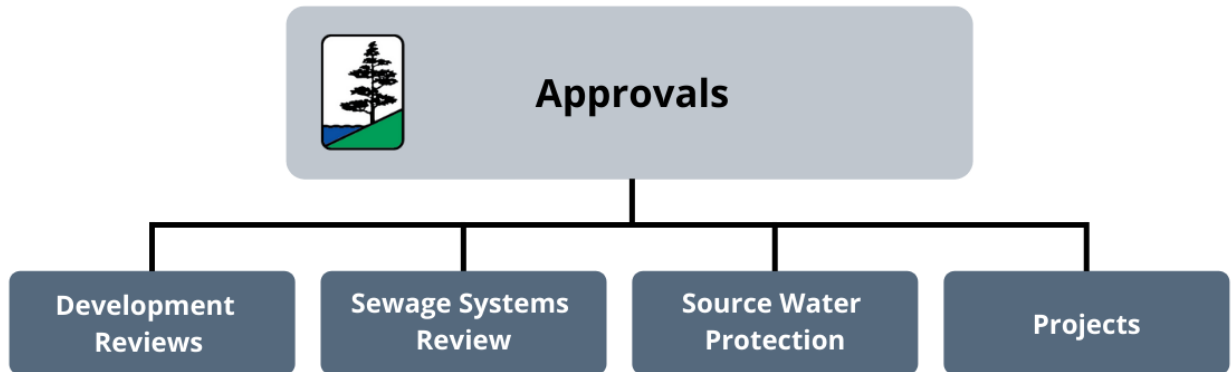 Approvals
Development
Reviews
Sewage Systems
Review
Source Water
Protection
Projects